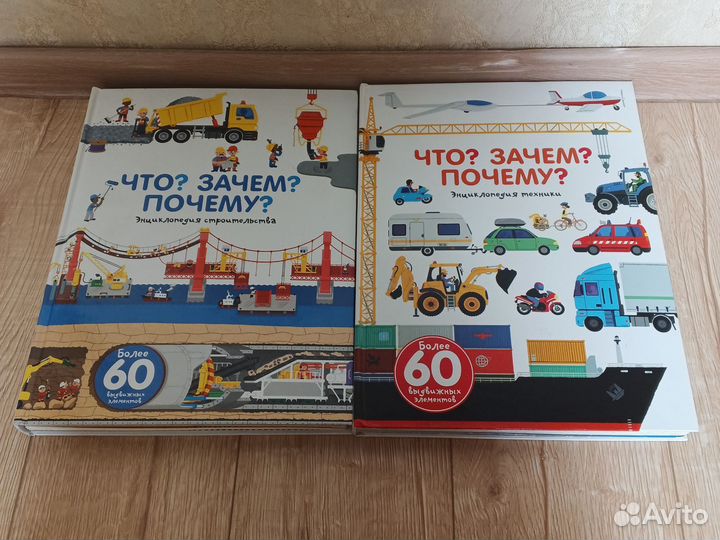 ЧТО? ЗАЧЕМ?
ПОЧЕМУ?
Энциклопедия строительства
Более
60
выдвижных
элементов
ЧТО? ЗАЧЕМ?
ПОЧЕМУ?
Энциклопедия техники
Более
60
выдвижных
элементов
Avito